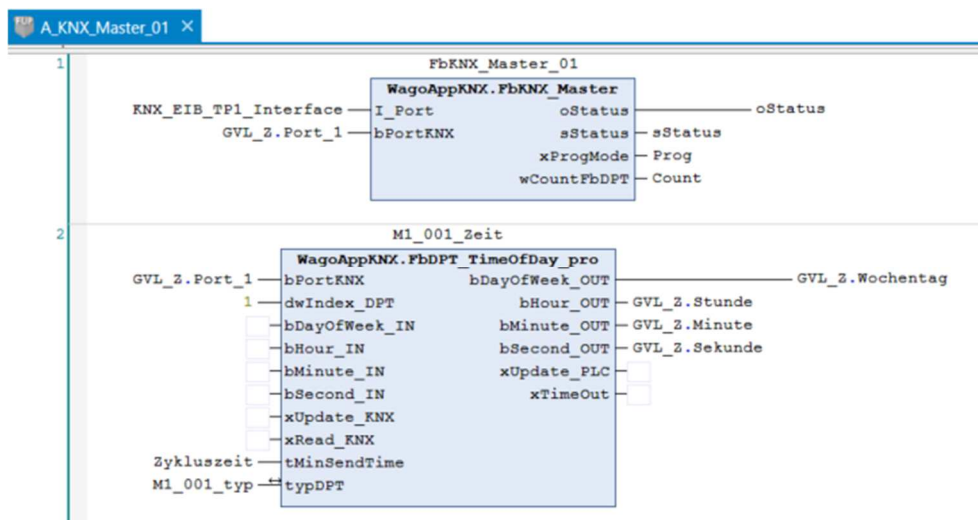 FUP A_KNX_Master_01 ×
1
FbKNX_Master_01
WagoAppKNX.FbKNX_Master
KNX_EIB_TP1_Interface I_Port oStatus oStatus
GVL_Z.Port_1 bPortKNX sStatus sStatus
xProgMode Prog
wCountFbDPT Count
2
M1_001_Zeit
WagoAppKNX.FbDPT_TimeOfDay_pro
GVL_Z.Port_1 bPortKNX bDayOfWeek_OUT GVL_Z.Wochentag
1 dwIndex_DPT bHour_OUT GVL_Z.Stunde
bDayOfWeek_IN bMinute_OUT GVL_Z.Minute
bHour_IN bSecond_OUT GVL_Z.Sekunde
bMinute_IN xUpdate_PLC
bSecond_IN xTimeOut
xUpdate_KNX
xRead_KNX
Zykluszeit tMinSendTime
M1_001_typ typDPT